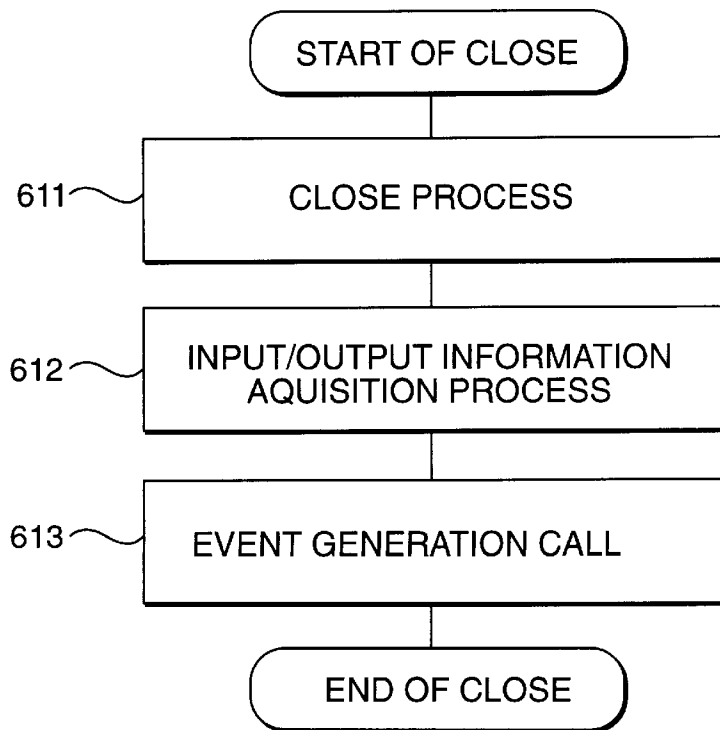 START OF CLOSE
611
CLOSE PROCESS
612
INPUT/OUTPUT INFORMATION
AQUISITION PROCESS
613
EVENT GENERATION CALL
END OF CLOSE